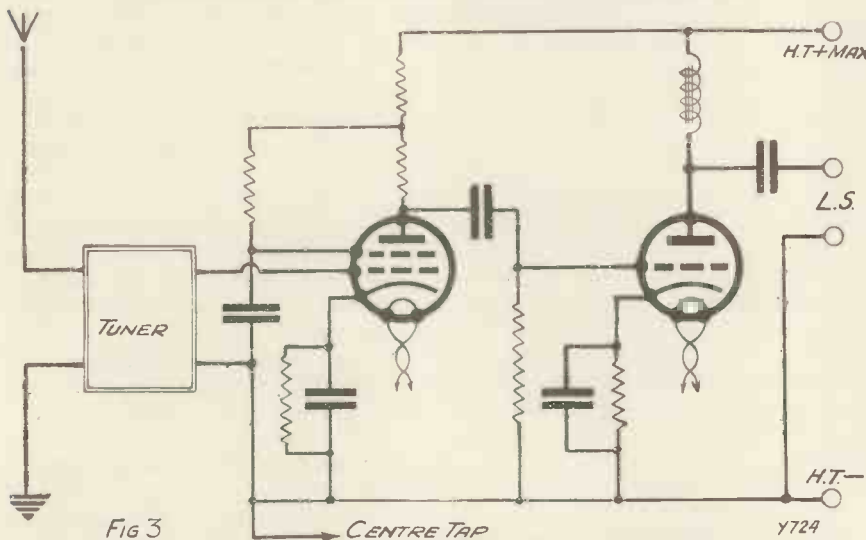 H.T+MAX
L.S.
TUNER
H.T.—
FIG 3
CENTRE TAP
Y724